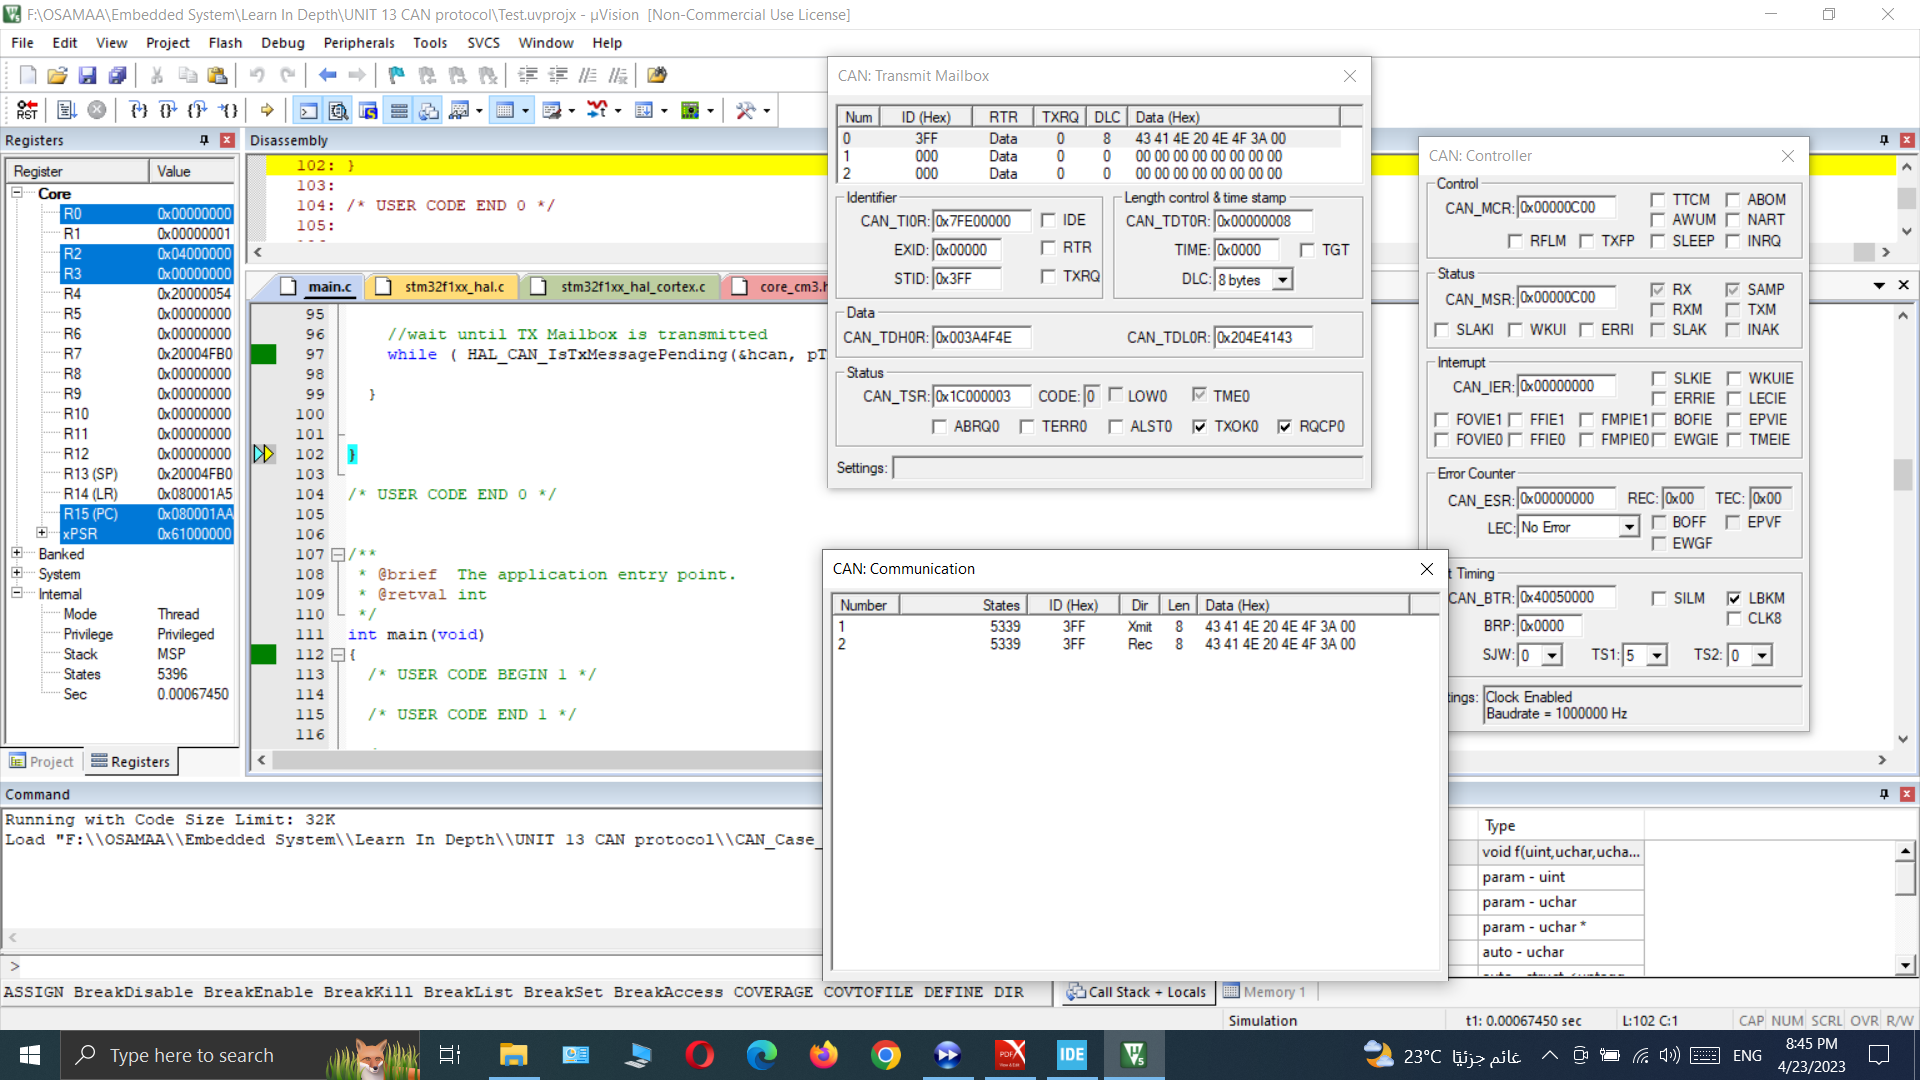 F:\OSAMAA\Embedded System\Learn In Depth\UNIT 13 CAN protocol\Test.uvprojx - µVision [Non-Commercial Use License]
File Edit View Project Flash Debug Peripherals Tools SVCS Window Help
Registers
Register Value
Core
R0 0x00000000
R1 0x00000001
R2 0x04000000
R3 0x00000000
R4 0x20000054
R5 0x00000000
R6 0x00000000
R7 0x20004FB0
R8 0x00000000
R9 0x00000000
R10 0x00000000
R11 0x00000000
R12 0x00000000
R13 (SP) 0x20004FB0
R14 (LR) 0x080001A5
R15 (PC) 0x080001AA
xPSR 0x61000000
Banked
System
Internal
Mode Thread
Privilege Privileged
Stack MSP
States 5396
Sec 0.00067450
Project Registers
Disassembly
102: }
103:
104: /* USER CODE END 0 */
105:
main.c stm32f1xx_hal.c stm32f1xx_hal_cortex.c core_cm3.h
95
96 //wait until TX Mailbox is transmitted
97 while ( HAL_CAN_IsTxMessagePending(&hcan, pT
98
99 }
100
101
102 }
103
104 /* USER CODE END 0 */
105
106
107 /**
108 * @brief The application entry point.
109 * @retval int
110 */
111 int main(void)
112 {
113 /* USER CODE BEGIN 1 */
114
115 /* USER CODE END 1 */
116
CAN: Transmit Mailbox
Num ID (Hex) RTR TXRQ DLC Data (Hex)
0 3FF Data 0 8 43 41 4E 20 4E 4F 3A 00
1 000 Data 0 0 00 00 00 00 00 00 00 00
2 000 Data 0 0 00 00 00 00 00 00 00 00
Identifier
CAN_TI0R: 0x7FE00000 IDE
EXID: 0x00000 RTR
STID: 0x3FF TXRQ
Length control & time stamp
CAN_TDT0R: 0x00000008
TIME: 0x0000 TGT
DLC: 8 bytes
Data
CAN_TDH0R: 0x003A4F4E CAN_TDL0R: 0x204E4143
Status
CAN_TSR: 0x1C000003 CODE: 0 LOW0 TME0
ABRQ0 TERR0 ALST0 TXOK0 RQCP0
Settings:
CAN: Controller
Control
CAN_MCR: 0x00000C00 TTCM ABOM
AWUM NART
RFLM TXFP SLEEP INRQ
Status
CAN_MSR: 0x00000C00 RX SAMP
RXM TXM
SLAKI WKUI ERRI SLAK INAK
Interrupt
CAN_IER: 0x00000000 SLKIE WKUIE
ERRIE LECIE
FOVIE1 FFIE1 FMPIE1 BOFIE EPVIE
FOVIE0 FFIE0 FMPIE0 EWGIE TMEIE
Error Counter
CAN_ESR: 0x00000000 REC: 0x00 TEC: 0x00
LEC: No Error BOFF EPVF
EWGF
t Timing
CAN_BTR: 0x40050000 SILM LBKM
BRP: 0x0000 CLK8
SJW: 0 TS1: 5 TS2: 0
tings: Clock Enabled
Baudrate = 1000000 Hz
CAN: Communication
Number States ID (Hex) Dir Len Data (Hex)
1 5339 3FF Xmit 8 43 41 4E 20 4E 4F 3A 00
2 5339 3FF Rec 8 43 41 4E 20 4E 4F 3A 00
Command
Running with Code Size Limit: 32K
Load "F:\\OSAMAA\\Embedded System\\Learn In Depth\\UNIT 13 CAN protocol\\CAN_Case_
>
ASSIGN BreakDisable BreakEnable BreakKill BreakList BreakSet BreakAccess COVERAGE COVTOFILE DEFINE DIR
Type
void f(uint,uchar,ucha...
param - uint
param - uchar
param - uchar *
auto - uchar
Call Stack + Locals Memory 1
Simulation t1: 0.00067450 sec L:102 C:1 CAP NUM SCRL OVR R/W
Type here to search
23°C غائم جزئيًا
ENG
8:45 PM
4/23/2023